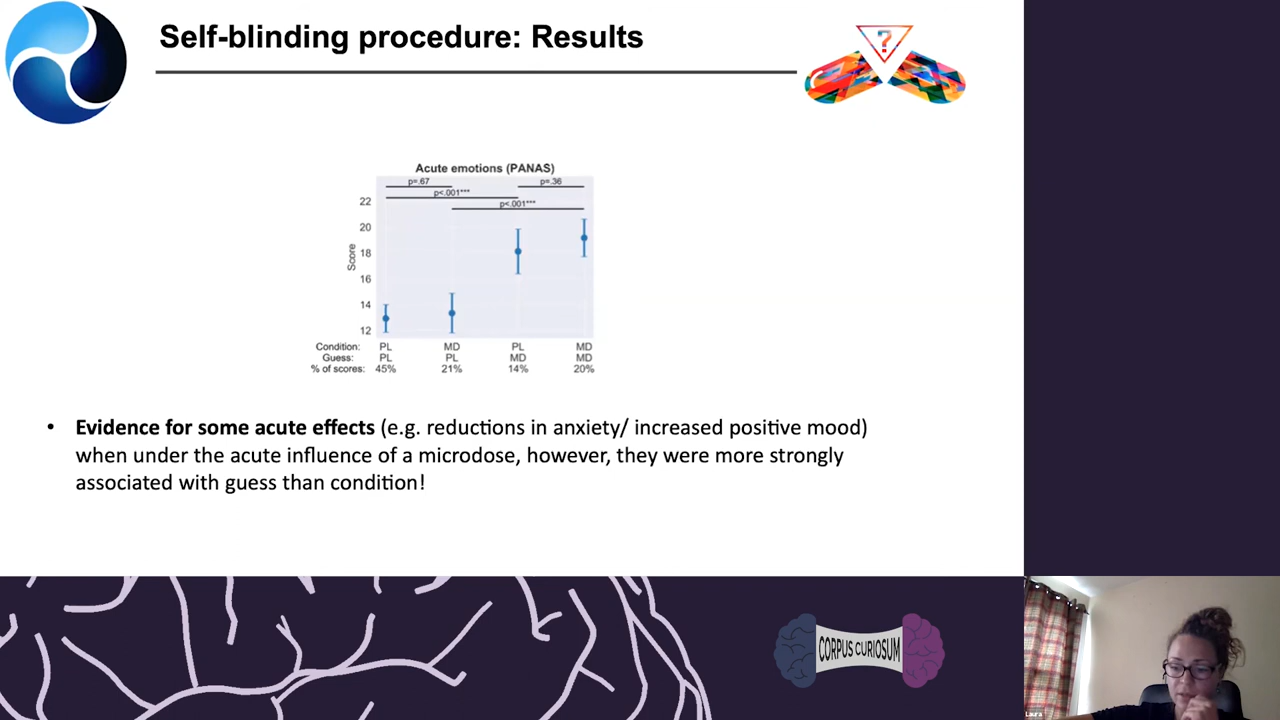 Self-blinding procedure: Results
?
Acute emotions (PANAS)
p=.67
p=.36
p<.001***
p<.001***
22
20
18
16
14
12
Score
Condition: PL MD PL MD
Guess: PL PL MD MD
% of scores: 45% 21% 14% 20%
• Evidence for some acute effects (e.g. reductions in anxiety/ increased positive mood)
when under the acute influence of a microdose, however, they were more strongly
associated with guess than condition!
CORPUS CURIOSUM
Laura